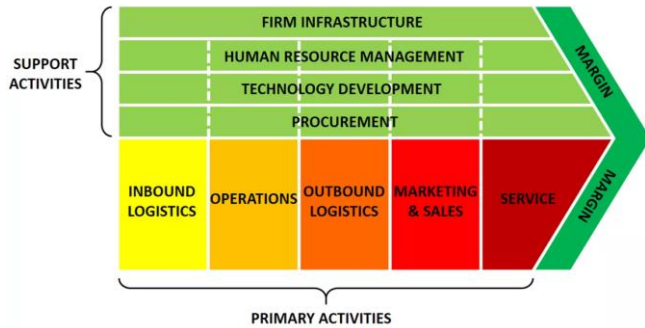 FIRM INFRASTRUCTURE
HUMAN RESOURCE MANAGEMENT
SUPPORT
ACTIVITIES
TECHNOLOGY DEVELOPMENT
PROCUREMENT
MARGIN
INBOUND
LOGISTICS
OPERATIONS
OUTBOUND
LOGISTICS
MARKETING
& SALES
SERVICE
MARGIN
PRIMARY ACTIVITIES